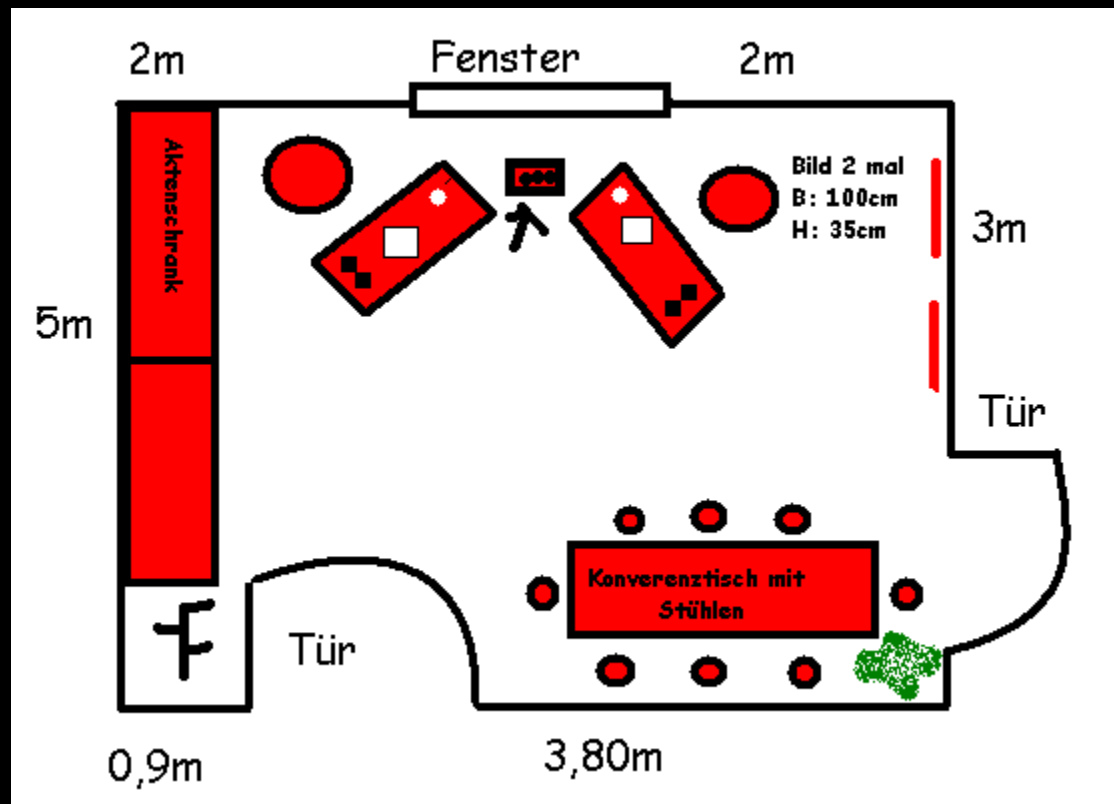 2m
Fenster
2m
Aktenschrank
Bild 2 mal
B: 100cm
H: 35cm
3m
5m
Tür
Konverenztisch mit
Stühlen
Tür
0,9m
3,80m